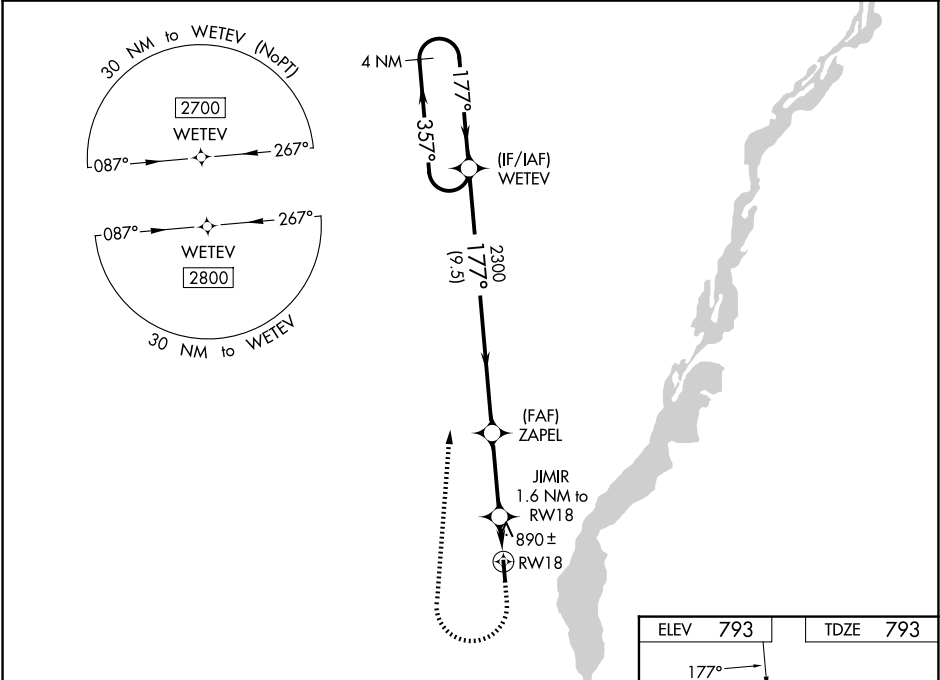 30 NM to WETEV (NoPT)
2700
WETEV
087°
267°
087°
267°
WETEV
2800
30 NM to WETEV
4 NM
177°
357°
(IF/IAF)
WETEV
2300
177°
(9.5)
(FAF)
ZAPEL
JIMIR
1.6 NM to
RW18
890 ±
RW18
ELEV 793
TDZE 793
177°